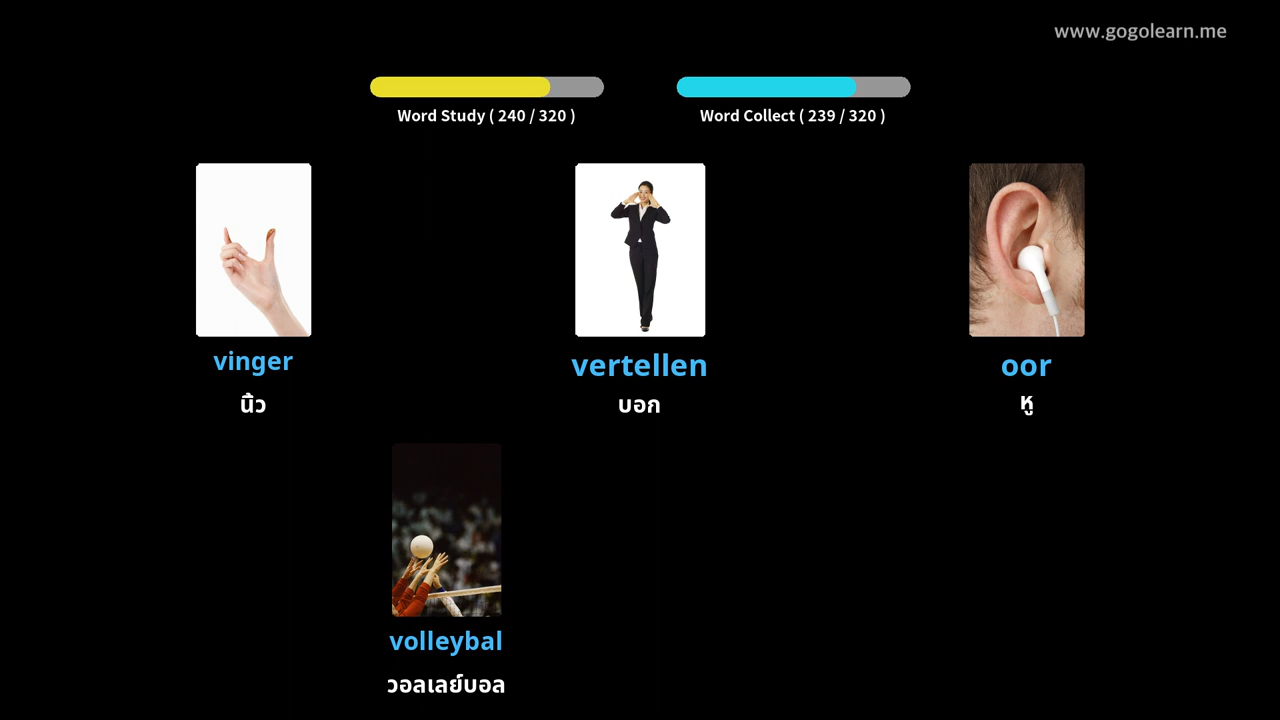 www.gogolearn.me
Word Study ( 240 / 320 )
Word Collect ( 239 / 320 )
vinger
vertellen
oor
นิ้ว
บอก
หู
volleybal
วอลเลย์บอล